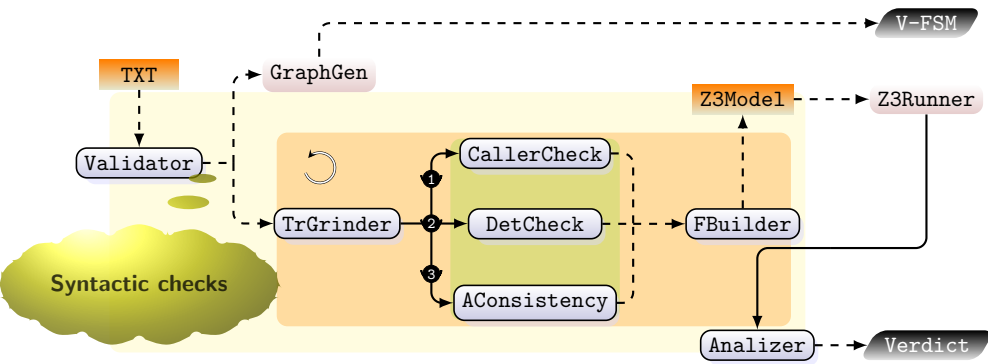 V-FSM
TXT
GraphGen
Z3Model
Z3Runner
Validator
CallerCheck
1
TrGrinder
2
DetCheck
FBuilder
3
Syntactic checks
AConsistency
Analizer
Verdict